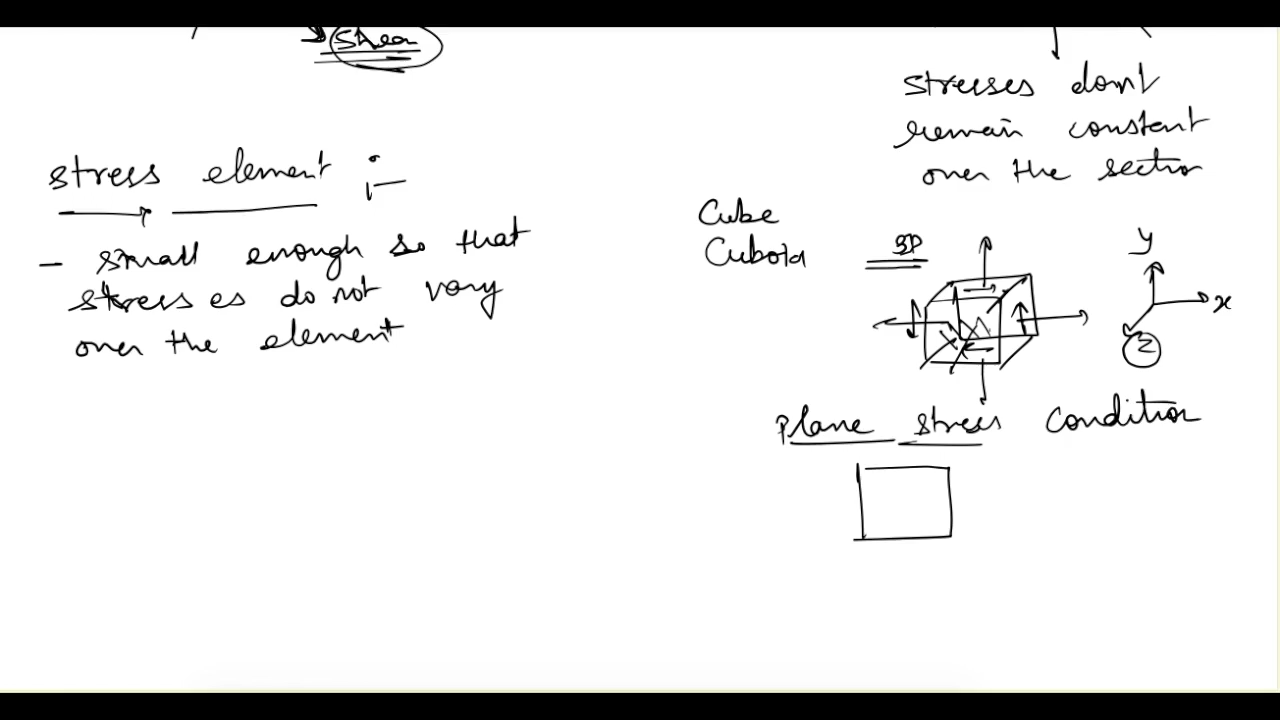 shear
stress element :-
- small enough so that
stresses do not vary
over the element
stresses don't
remain constant
over the section
Cube
Cuboid
3D
y
x
z
Plane stress condition